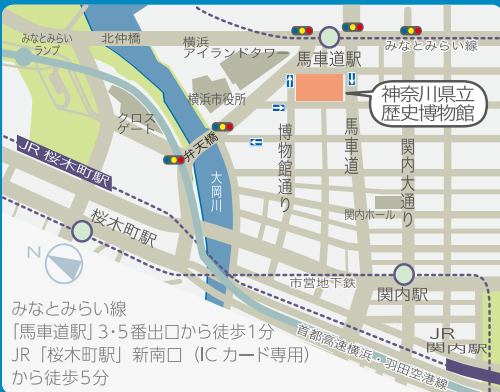 みなとみらい
ランプ
北仲橋
横浜
アイランドタワー
馬車道駅
みなとみらい線
神奈川県立
歴史博物館
横浜市役所
クロス
ゲート
弁天橋
大岡川
博物館通り
馬車道
関内大通り
関内ホール
JR 桜木町駅
桜木町駅
N
市営地下鉄
関内駅
JR
関内駅
首都高速横浜・羽田空港線
みなとみらい線
「馬車道駅」3・5番出口から徒歩1分
JR「桜木町駅」新南口（ICカード専用）
から徒歩5分